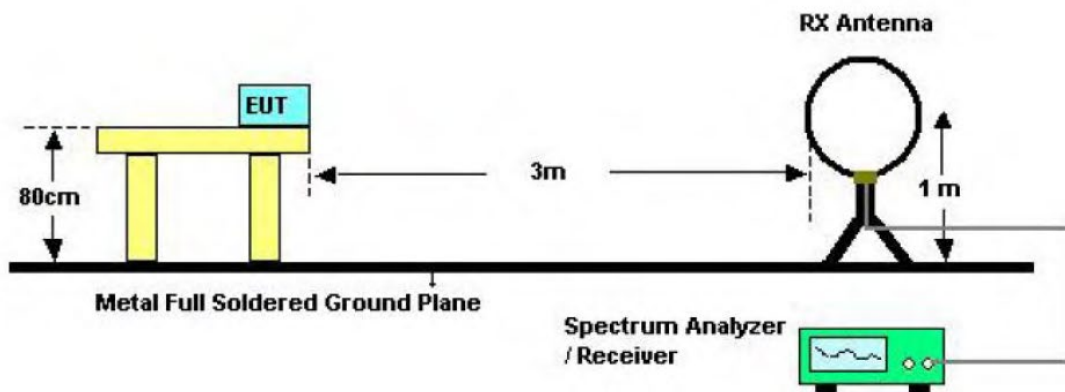 RX Antenna
EUT
80cm
3m
1 m
Metal Full Soldered Ground Plane
Spectrum Analyzer
/ Receiver